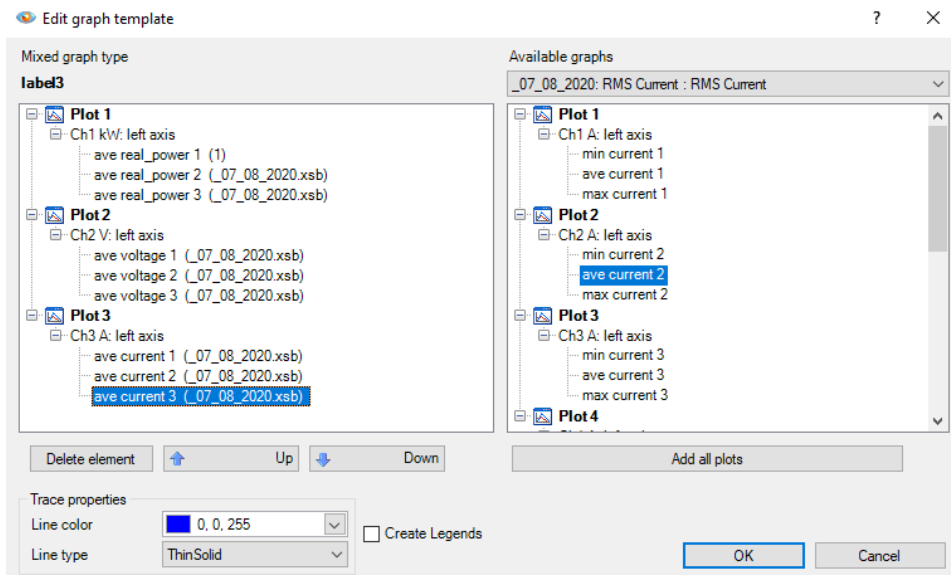 Edit graph template
?
Mixed graph type
label3
Plot 1
Ch1 kW: left axis
ave real_power 1 (1)
ave real_power 2 (_07_08_2020.xsb)
ave real_power 3 (_07_08_2020.xsb)
Plot 2
Ch2 V: left axis
ave voltage 1 (_07_08_2020.xsb)
ave voltage 2 (_07_08_2020.xsb)
ave voltage 3 (_07_08_2020.xsb)
Plot 3
Ch3 A: left axis
ave current 1 (_07_08_2020.xsb)
ave current 2 (_07_08_2020.xsb)
ave current 3 (_07_08_2020.xsb)
Delete element
Up
Down
Trace properties
Line color
0, 0, 255
Line type
ThinSolid
Create Legends
Available graphs
_07_08_2020: RMS Current : RMS Current
Plot 1
Ch1 A: left axis
min current 1
ave current 1
max current 1
Plot 2
Ch2 A: left axis
min current 2
ave current 2
max current 2
Plot 3
Ch3 A: left axis
min current 3
ave current 3
max current 3
Plot 4
Add all plots
OK
Cancel